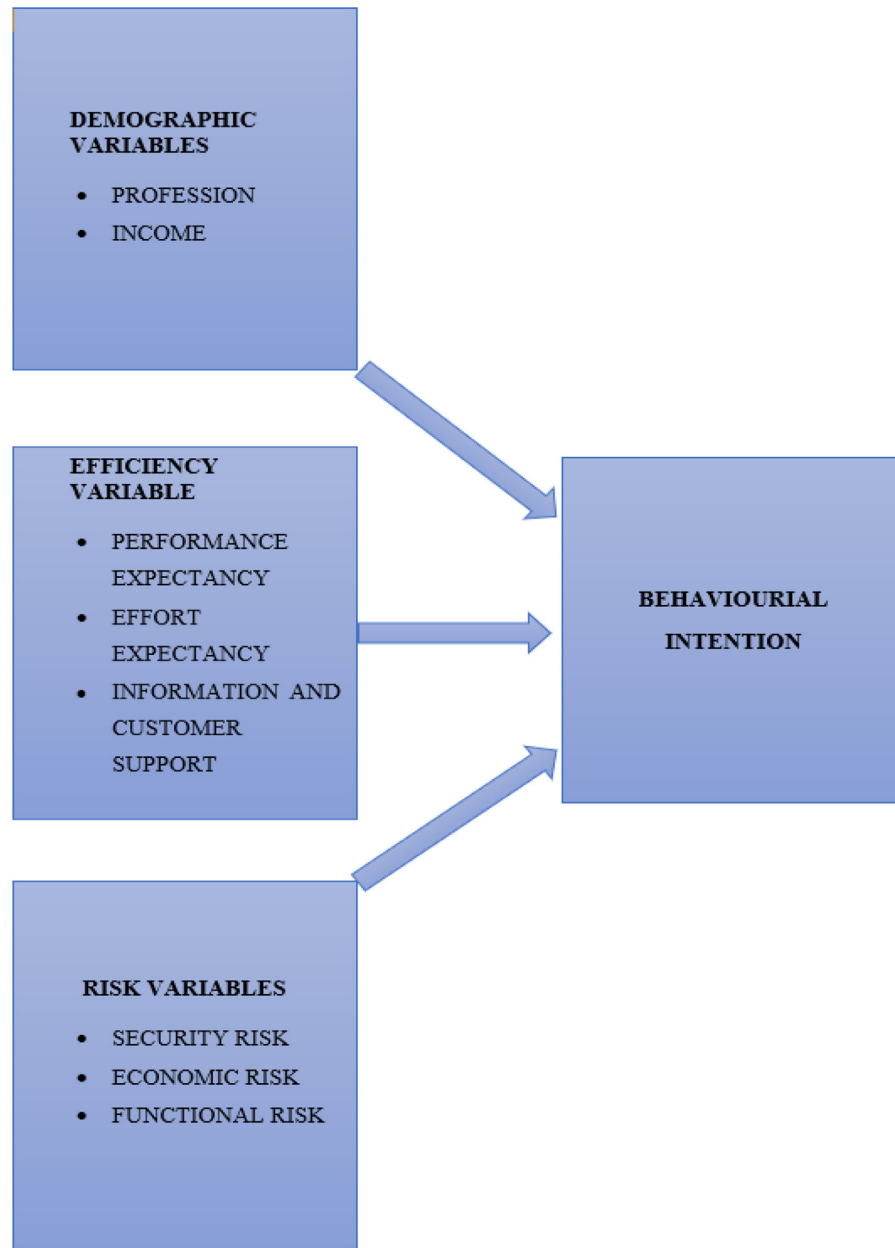 DEMOGRAPHIC
VARIABLES
• PROFESSION
• INCOME
EFFICIENCY
VARIABLE
• PERFORMANCE
EXPECTANCY
• EFFORT
EXPECTANCY
• INFORMATION AND
CUSTOMER
SUPPORT
BEHAVIOURIAL
INTENTION
RISK VARIABLES
• SECURITY RISK
• ECONOMIC RISK
• FUNCTIONAL RISK